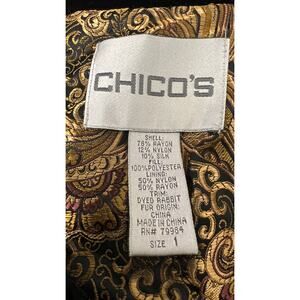 CHICO'S
SHELL:
78% RAYON
12% NYLON
10% SILK
FILL:
100% POLYESTER
LINING:
50% NYLON
50% RAYON
TRIM:
DYED RABBIT
FUR ORIGIN:
CHINA
MADE IN CHINA
RN# 79984
SIZE 1